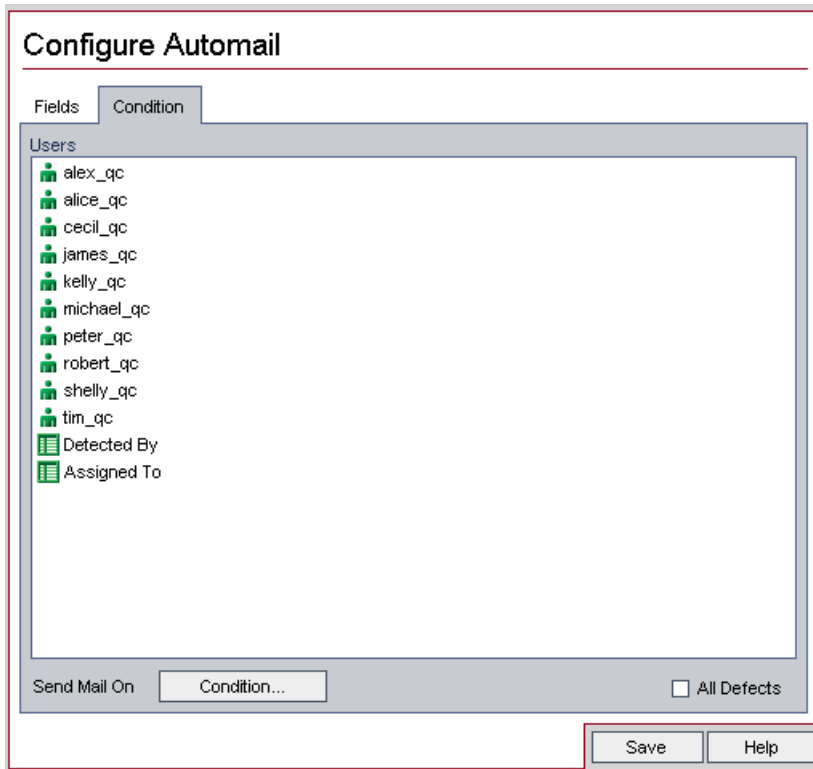 Configure Automail
Fields Condition
Users
alex_qc
alice_qc
cecil_qc
james_qc
kelly_qc
michael_qc
peter_qc
robert_qc
shelly_qc
tim_qc
Detected By
Assigned To
Send Mail On Condition... All Defects
Save Help